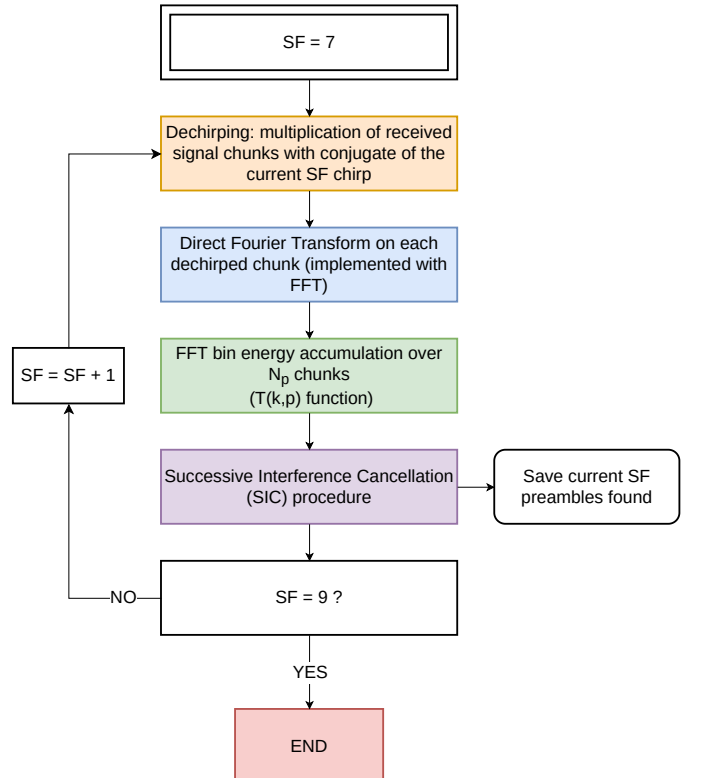 SF = 7
Dechirping: multiplication of received
signal chunks with conjugate of the
current SF chirp
Direct Fourier Transform on each
dechirped chunk (implemented with
FFT)
SF = SF + 1
FFT bin energy accumulation over
Nₚ chunks
(T(k,p) function)
Successive Interference Cancellation
(SIC) procedure
Save current SF
preambles found
NO
SF = 9 ?
YES
END